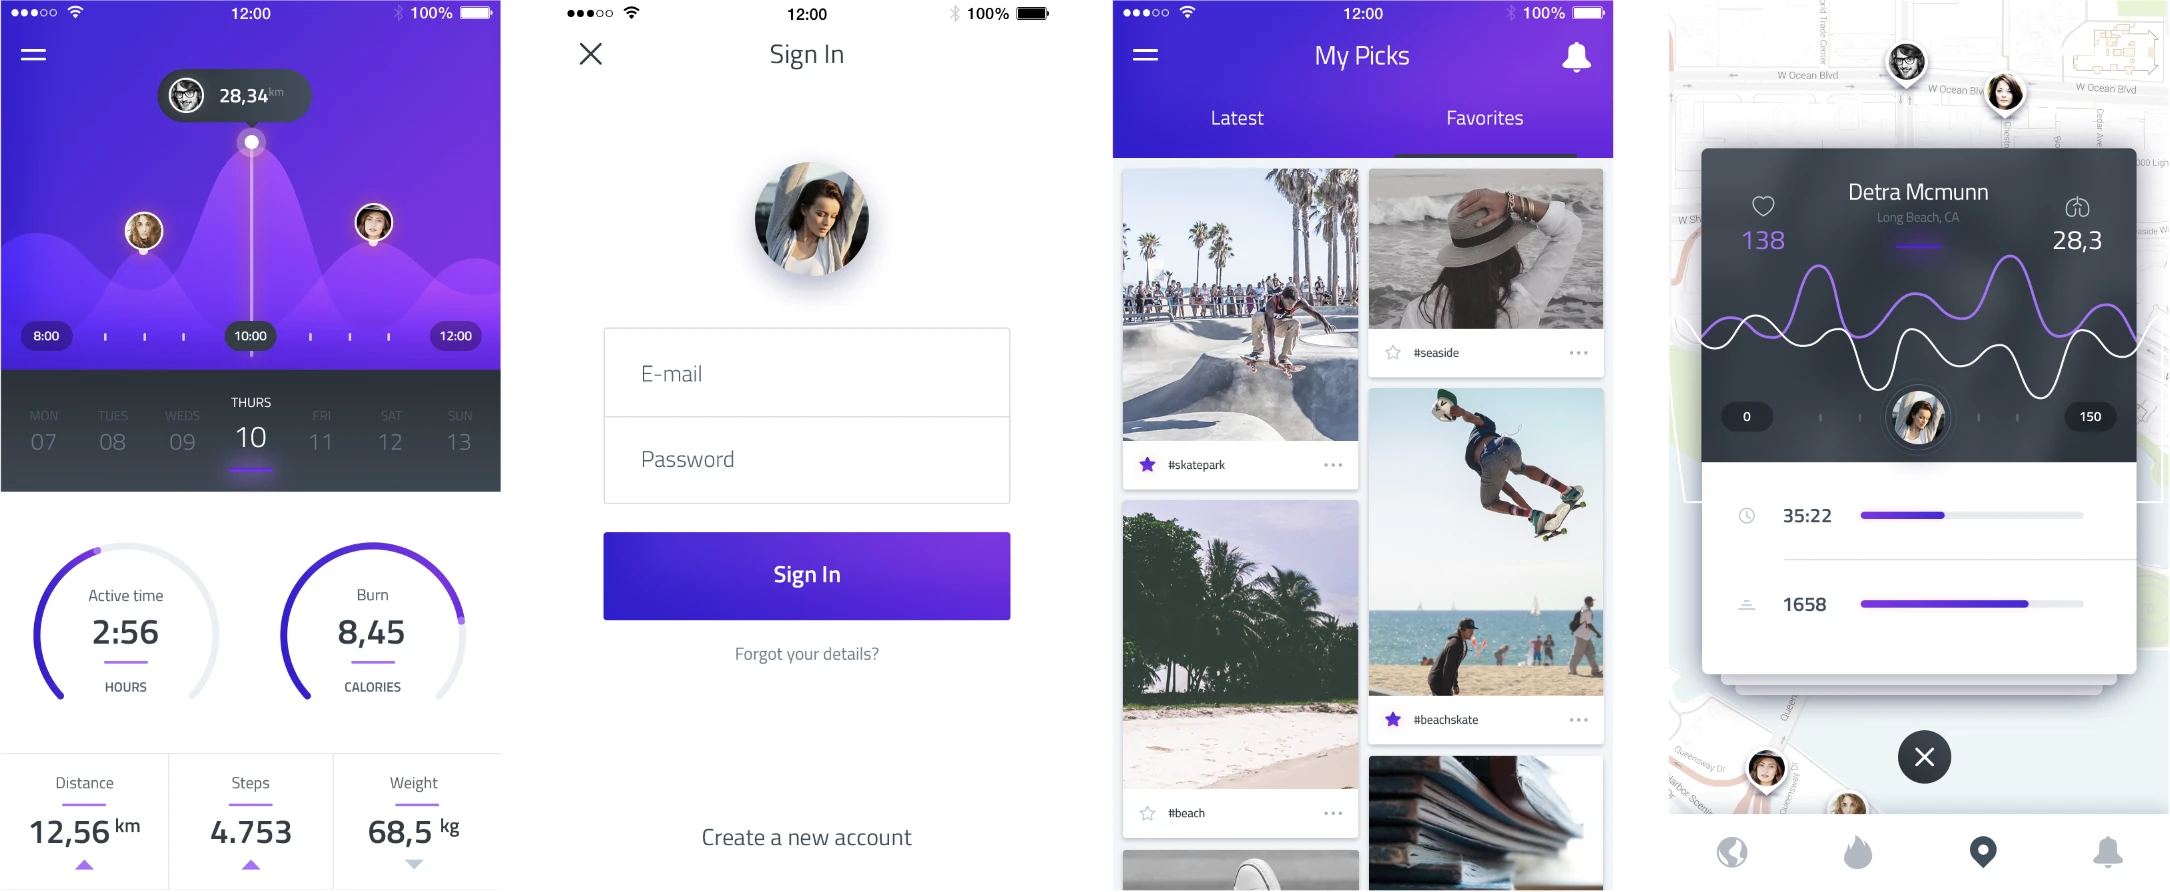 12:00
100%
28,34 km
8:00
10:00
12:00
MON
TUES
WEDS
THURS
FRI
SAT
SUN
07
08
09
10
11
12
13
Active time
2:56
HOURS
Burn
8,45
CALORIES
Distance
12,56 km
Steps
4.753
Weight
68,5 kg
12:00
100%
Sign In
E-mail
Password
Sign In
Forgot your details?
Create a new account
12:00
100%
My Picks
Latest
Favorites
#skatepark
#seaside
#beach
#beachskate
W Ocean Blvd
W Ocean Blv
W Ocean Blvd
Detra Mcmunn
Long Beach, CA
138
28,3
0
150
35:22
1658
Queensway Dr
Queensway Dr